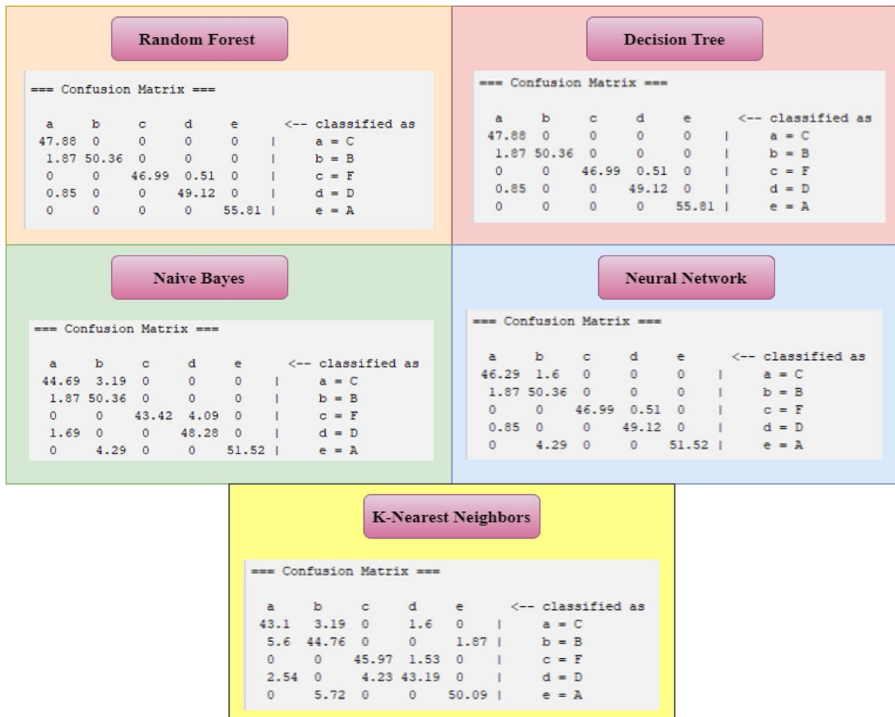 Random Forest
=== Confusion Matrix ===
a b c d e <-- classified as
47.88 0 0 0 0 | a = C
1.87 50.36 0 0 0 | b = B
0 0 46.99 0.51 0 | c = F
0.85 0 0 49.12 0 | d = D
0 0 0 0 55.81 | e = A
Decision Tree
=== Confusion Matrix ===
a b c d e <-- classified as
47.88 0 0 0 0 | a = C
1.87 50.36 0 0 0 | b = B
0 0 46.99 0.51 0 | c = F
0.85 0 0 49.12 0 | d = D
0 0 0 0 55.81 | e = A
Naive Bayes
=== Confusion Matrix ===
a b c d e <-- classified as
44.69 3.19 0 0 0 | a = C
1.87 50.36 0 0 0 | b = B
0 0 43.42 4.09 0 | c = F
1.69 0 0 48.28 0 | d = D
0 4.29 0 0 51.52 | e = A
Neural Network
=== Confusion Matrix ===
a b c d e <-- classified as
46.29 1.6 0 0 0 | a = C
1.87 50.36 0 0 0 | b = B
0 0 46.99 0.51 0 | c = F
0.85 0 0 49.12 0 | d = D
0 4.29 0 0 51.52 | e = A
K-Nearest Neighbors
=== Confusion Matrix ===
a b c d e <-- classified as
43.1 3.19 0 1.6 0 | a = C
5.6 44.76 0 0 1.87 | b = B
0 0 45.97 1.53 0 | c = F
2.54 0 4.23 43.19 0 | d = D
0 5.72 0 0 50.09 | e = A